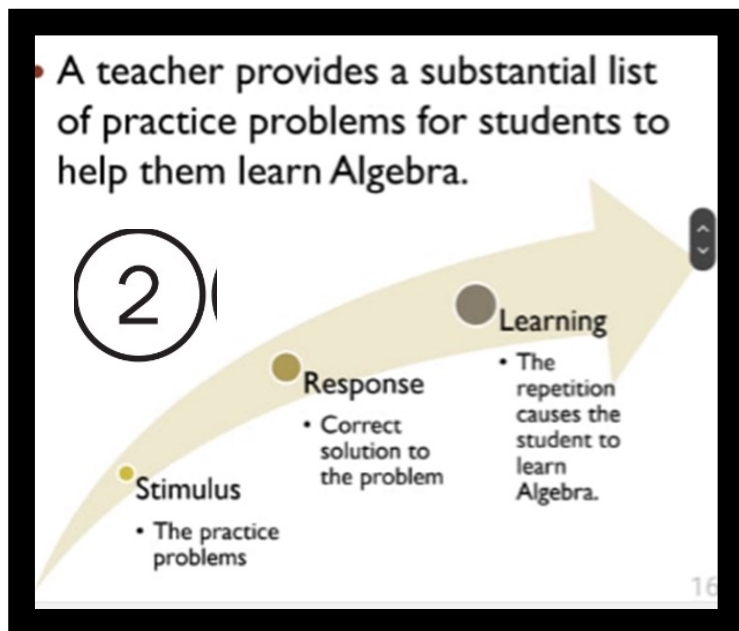 • A teacher provides a substantial list
of practice problems for students to
help them learn Algebra.
2
Learning
• The
repetition
causes the
student to
learn
Algebra.
Response
• Correct
solution to
the problem
Stimulus
• The practice
problems
16